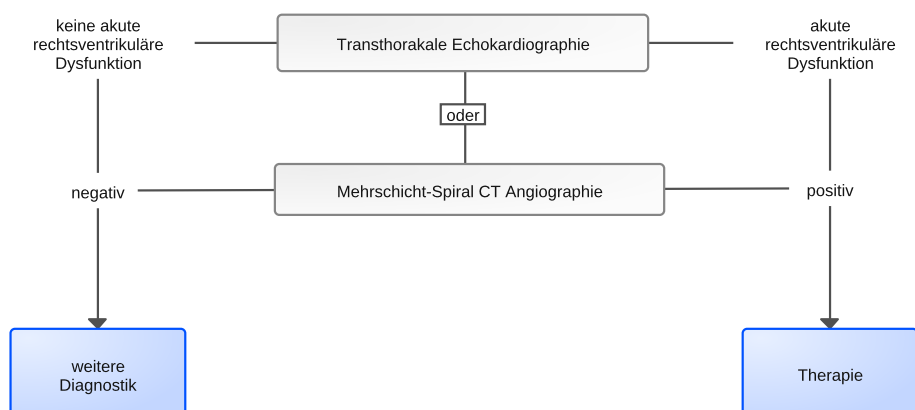 keine akute
rechtsventrikuläre
Dysfunktion
Transthorakale Echokardiographie
akute
rechtsventrikuläre
Dysfunktion
oder
negativ
Mehrschicht-Spiral CT Angiographie
positiv
weitere
Diagnostik
Therapie